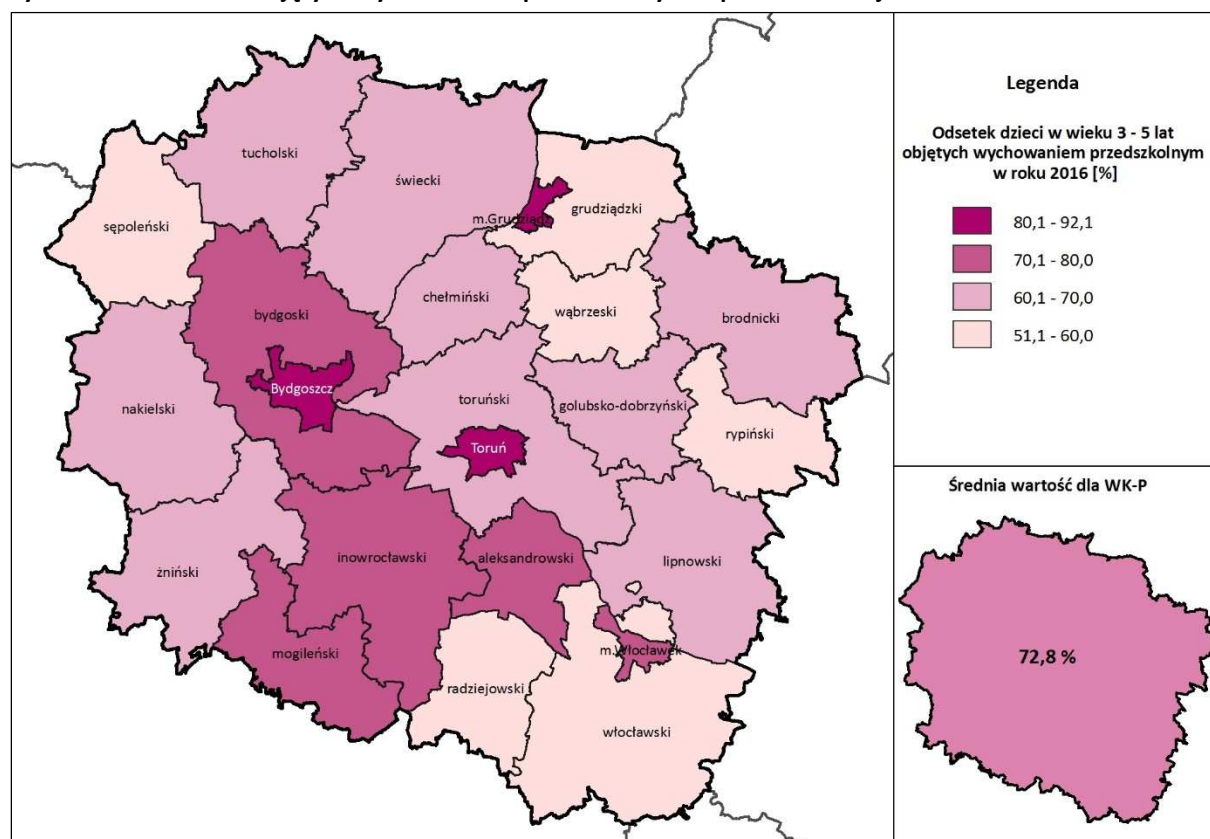 tucholski
świecki
m.Grudziądz
grudziądzki
sępoleński
chełmiński
wąbrzeski
brodnicki
bydgoski
Bydgoszcz
nakielski
toruński
golubsko-dobrzyński
rypiński
Toruń
żniński
inowrocławski
aleksandrowski
lipnowski
mogileński
m.Włocławek
radziejowski
włocławski
Legenda
Odsetek dzieci w wieku 3 - 5 lat
objętych wychowaniem przedszkolnym
w roku 2016 [%]
80,1 - 92,1
70,1 - 80,0
60,1 - 70,0
51,1 - 60,0
Średnia wartość dla WK-P
72,8 %